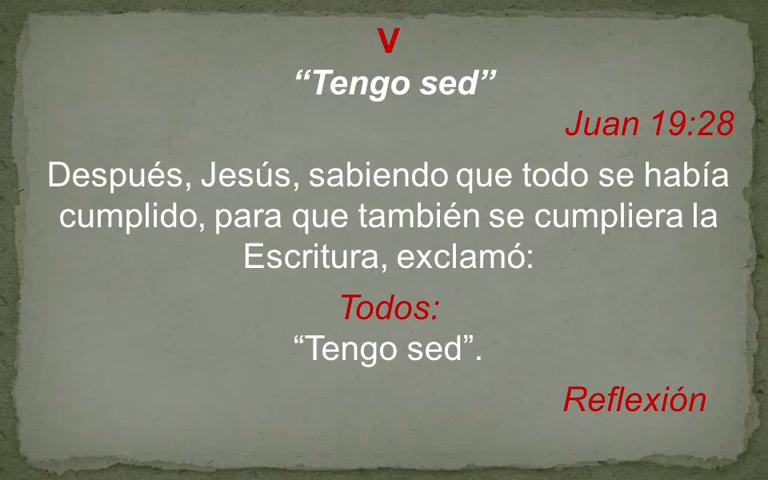 V
“Tengo sed”
Juan 19:28
Después, Jesús, sabiendo que todo se había
cumplido, para que también se cumpliera la
Escritura, exclamó:
Todos:
“Tengo sed”.
Reflexión